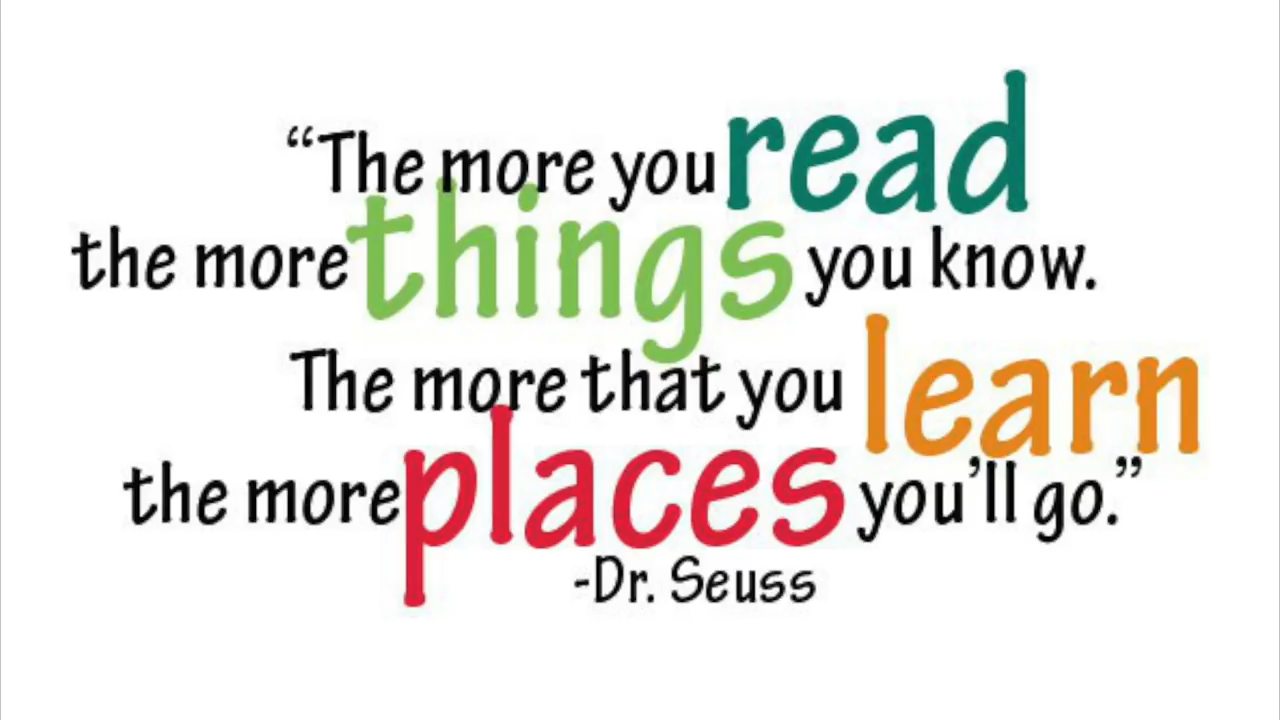 “The more you read
the more things you know.
The more that you learn
the more places you’ll go.”
-Dr. Seuss